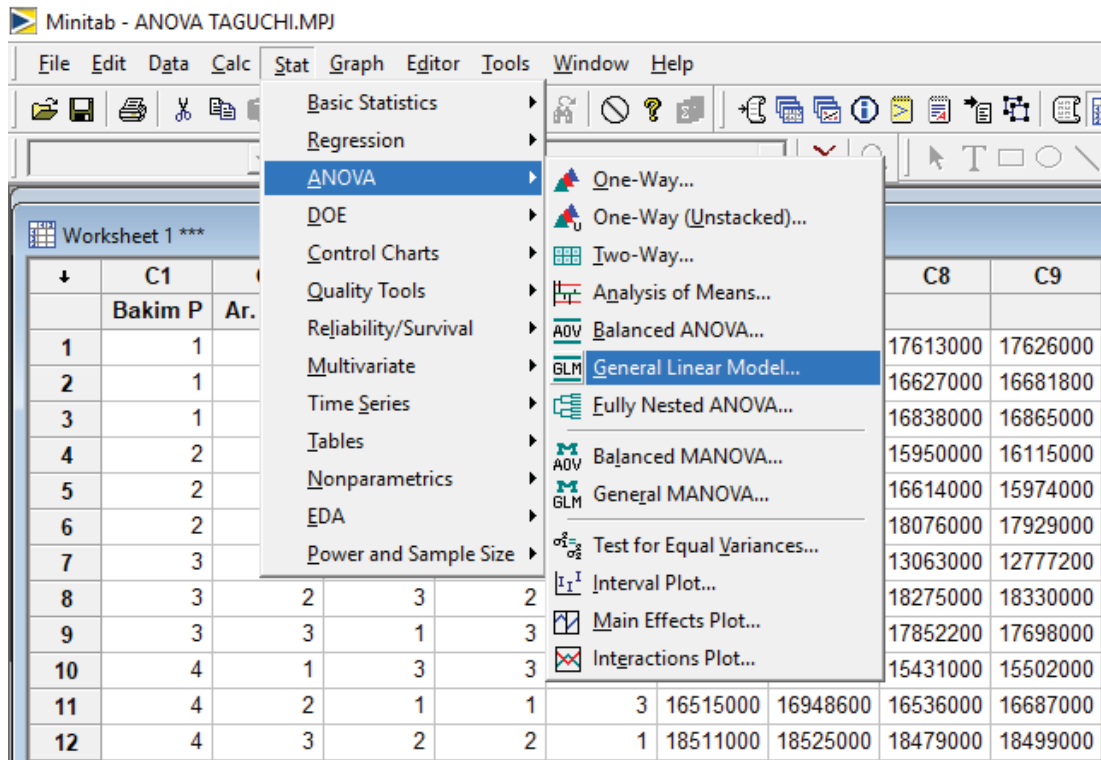 Minitab - ANOVA TAGUCHI.MPJ
File Edit Data Calc Stat Graph Editor Tools Window Help
Basic Statistics
Regression
ANOVA
DOE
Control Charts
Quality Tools
Reliability/Survival
Multivariate
Time Series
Tables
Nonparametrics
EDA
Power and Sample Size
One-Way...
One-Way (Unstacked)...
Two-Way...
Analysis of Means...
AOV Balanced ANOVA...
GLM General Linear Model...
Fully Nested ANOVA...
M AOV Balanced MANOVA...
M GLM General MANOVA...
Test for Equal Variances...
Interval Plot...
Main Effects Plot...
Interactions Plot...
Worksheet 1 ***
C1 C8 C9
Bakim P Ar.
1 1 17613000 17626000
2 1 16627000 16681800
3 1 16838000 16865000
4 2 15950000 16115000
5 2 16614000 15974000
6 2 18076000 17929000
7 3 13063000 12777200
8 3 2 3 2 18275000 18330000
9 3 3 1 3 17852200 17698000
10 4 1 3 3 15431000 15502000
11 4 2 1 1 3 16515000 16948600 16536000 16687000
12 4 3 2 2 1 18511000 18525000 18479000 18499000